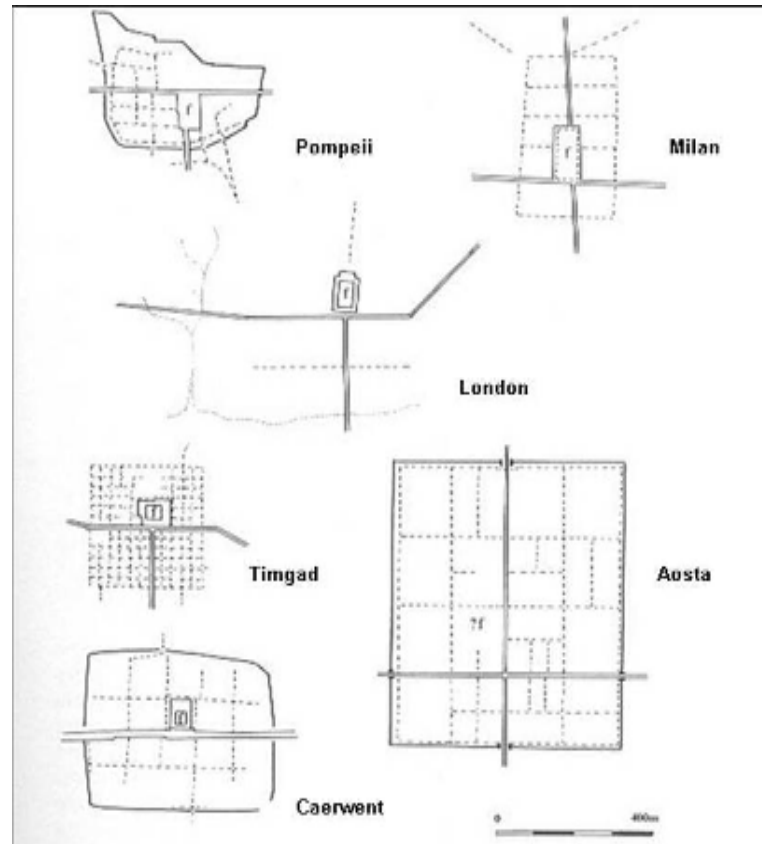 f
Pompeii
f
Milan
f
London
f
Timgad
?f
Aosta
f
Caerwent
0 400m